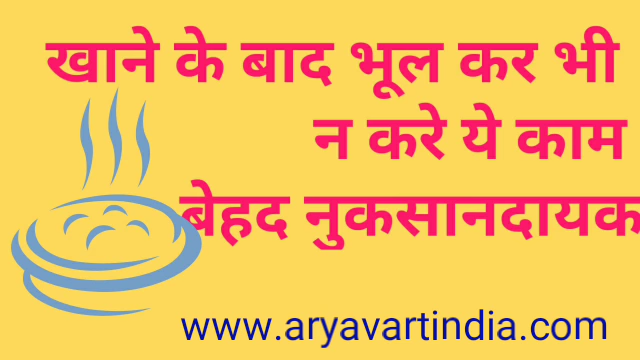 खाने के बाद भूल कर भी
न करे ये काम
बेहद नुकसानदायक
www.aryavartindia.com